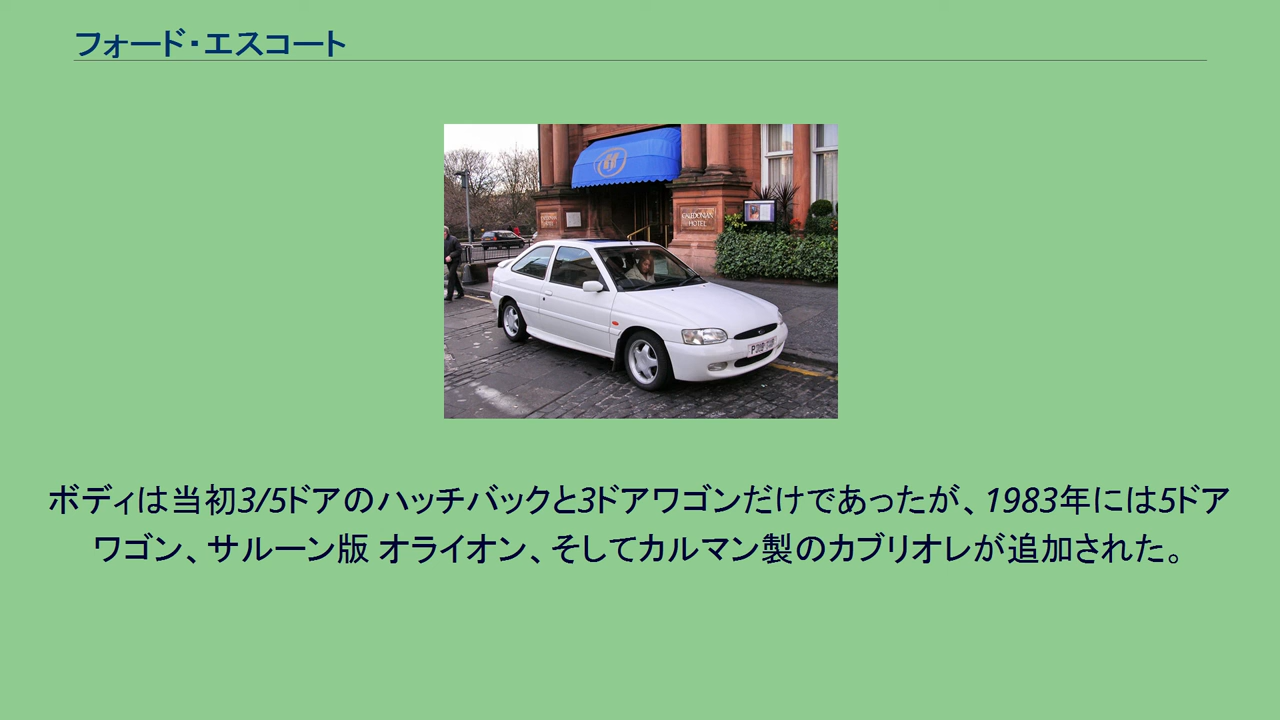 フォード・エスコート
CALEDONIAN
HOTEL
ボディは当初3/5ドアのハッチバックと3ドアワゴンだけであったが、1983年には5ドア
ワゴン、サルーン版 オライオン、そしてカルマン製のカブリオレが追加された。